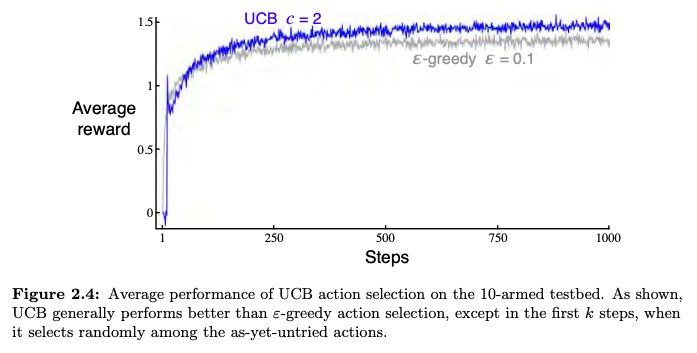 1.5
UCB c = 2
ε-greedy ε = 0.1
1
Average
reward
0.5
0
1
250
500
750
1000
Steps
Figure 2.4: Average performance of UCB action selection on the 10-armed testbed. As shown,
UCB generally performs better than ε-greedy action selection, except in the first k steps, when
it selects randomly among the as-yet-untried actions.